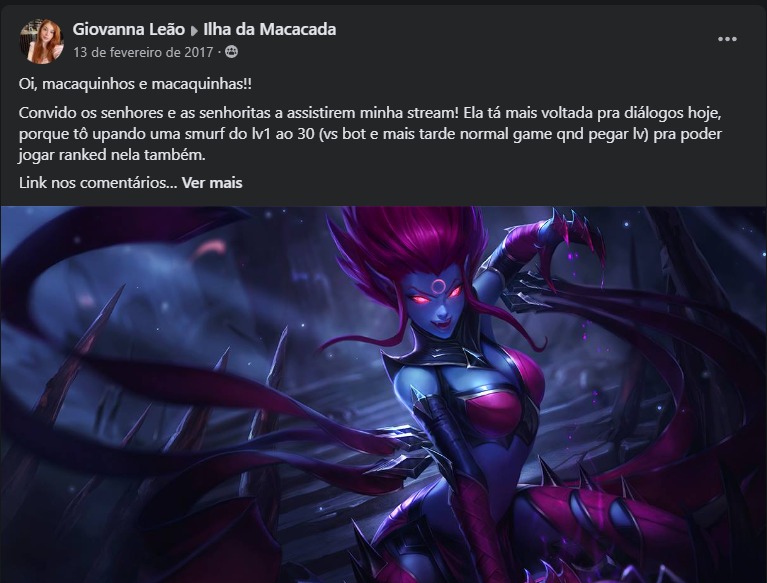 Giovanna Leão ▸ Ilha da Macacada
13 de fevereiro de 2017 ·
Oi, macaquinhos e macaquinhas!!
Convido os senhores e as senhoritas a assistirem minha stream! Ela tá mais voltada pra diálogos hoje,
porque tô upando uma smurf do lv1 ao 30 (vs bot e mais tarde normal game qnd pegar lv) pra poder
jogar ranked nela também.
Link nos comentários... Ver mais